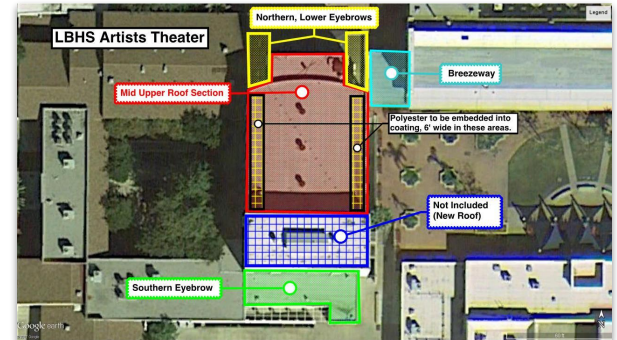 Northern, Lower Eyebrows
Legend
LBHS Artists Theater
Breezeway
Mid Upper Roof Section
Polyester to be embedded into
coating, 6' wide in these areas.
Not Included
(New Roof)
Southern Eyebrow
Google earth